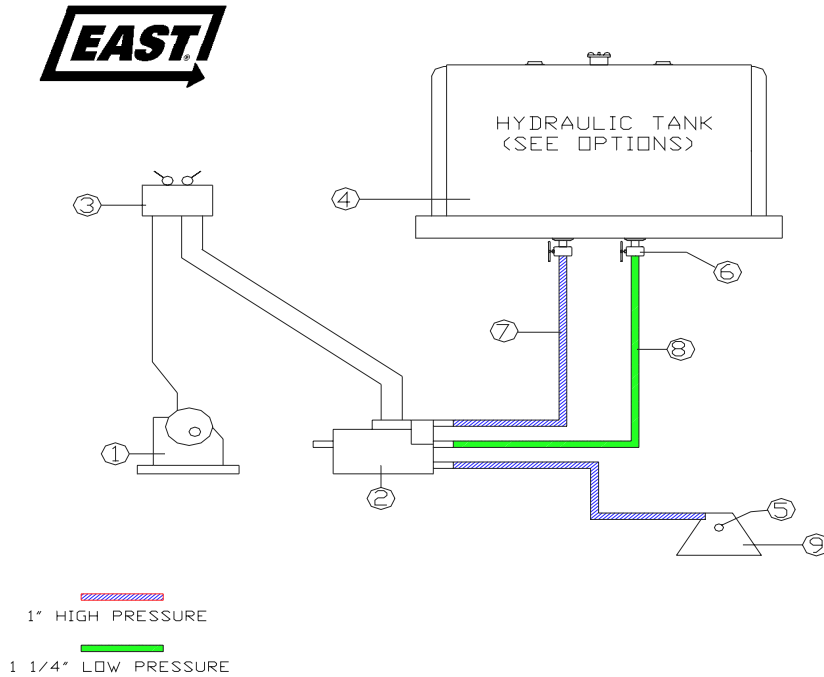 EAST®
HYDRAULIC TANK
(SEE OPTIONS)
3
4
6
7
8
1
2
5
9
1" HIGH PRESSURE
1 1/4" LOW PRESSURE